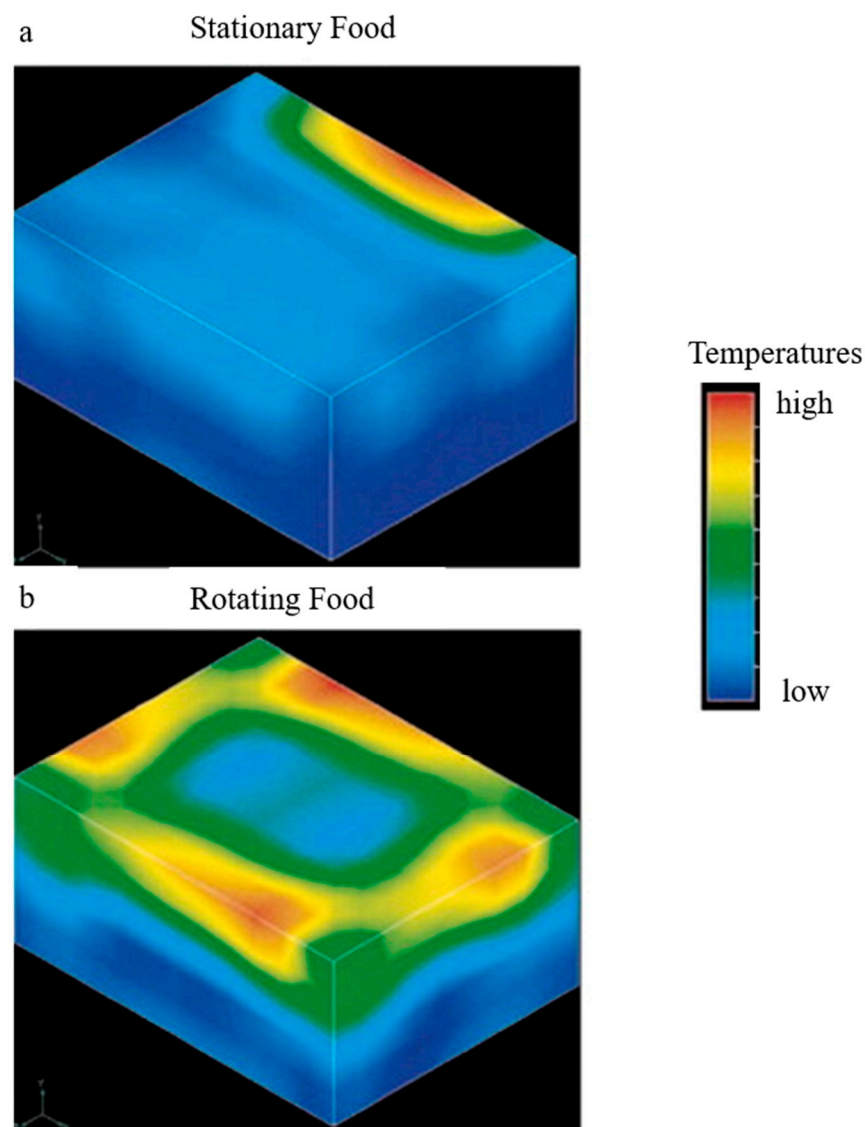 a
Stationary Food
Temperatures
high
low
b
Rotating Food